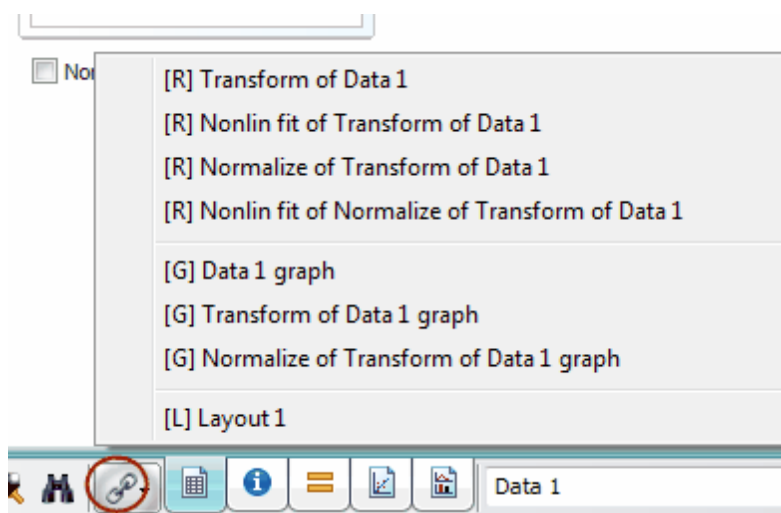 [R] Transform of Data 1
Nor
[R] Nonlin fit of Transform of Data 1
[R] Normalize of Transform of Data 1
[R] Nonlin fit of Normalize of Transform of Data 1
[G] Data 1 graph
[G] Transform of Data 1 graph
[G] Normalize of Transform of Data 1 graph
[L] Layout 1
Data 1